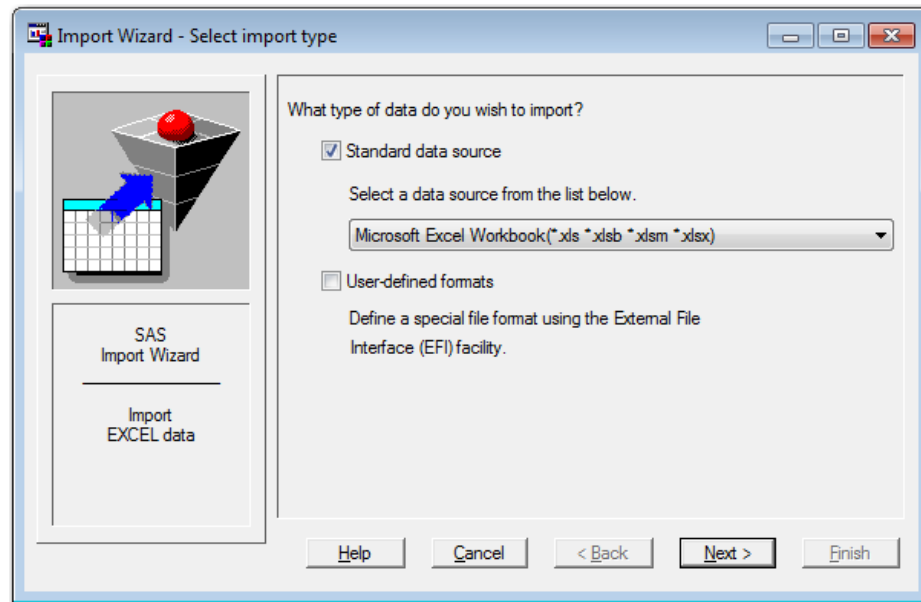 Import Wizard - Select import type
What type of data do you wish to import?
Standard data source
Select a data source from the list below.
Microsoft Excel Workbook(*.xls *.xlsb *.xlsm *.xlsx)
User-defined formats
Define a special file format using the External File
Interface (EFI) facility.
SAS
Import Wizard
Import
EXCEL data
Help
Cancel
< Back
Next >
Finish